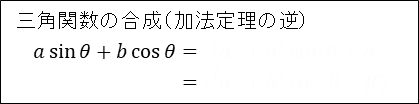 三角関数の合成(加法定理の逆)
a sin θ + b cos θ =
=